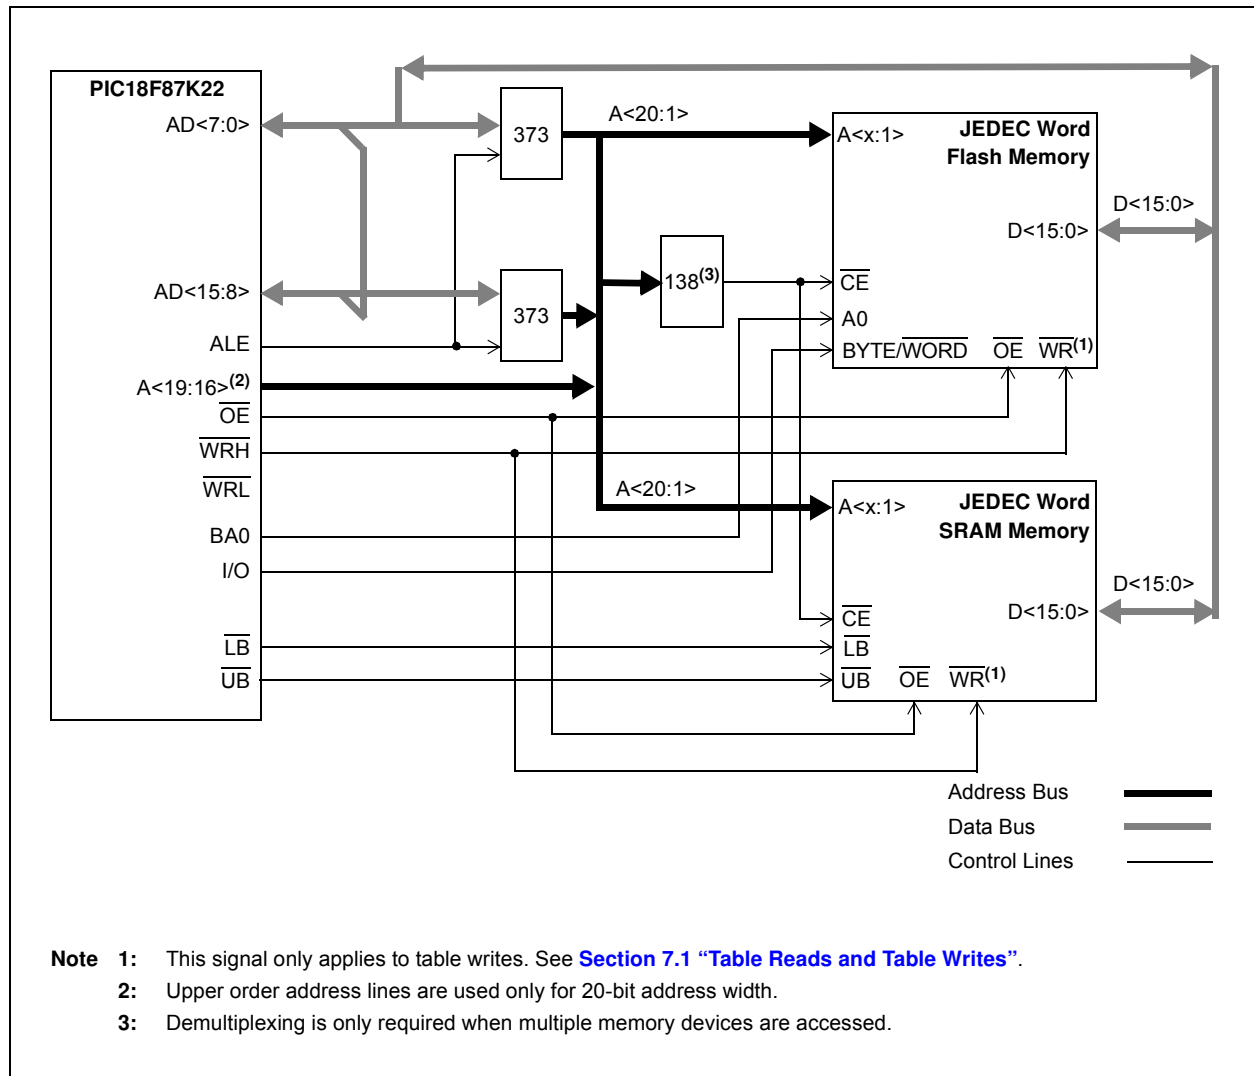 PIC18F87K22
AD<7:0>
AD<15:8>
ALE
A<19:16>(2)
OE
WRH
WRL
BA0
I/O
LB
UB
373
373
A<20:1>
138(3)
A<20:1>
A<x:1>
JEDEC Word
Flash Memory
D<15:0>
CE
A0
BYTE/WORD OE WR(1)
D<15:0>
A<x:1>
JEDEC Word
SRAM Memory
D<15:0>
CE
LB
UB OE WR(1)
D<15:0>
Address Bus
Data Bus
Control Lines
Note 1: This signal only applies to table writes. See Section 7.1 “Table Reads and Table Writes”.
2: Upper order address lines are used only for 20-bit address width.
3: Demultiplexing is only required when multiple memory devices are accessed.